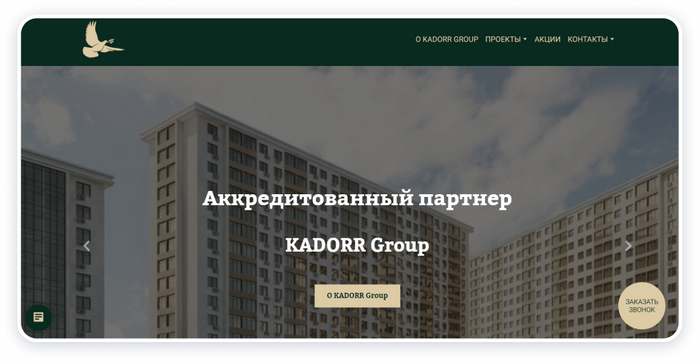 О KADORR GROUP ПРОЕКТЫ АКЦИИ КОНТАКТЫ
Аккредитованный партнер
KADORR Group
О KADORR Group
ЗАКАЗАТЬ
ЗВОНОК